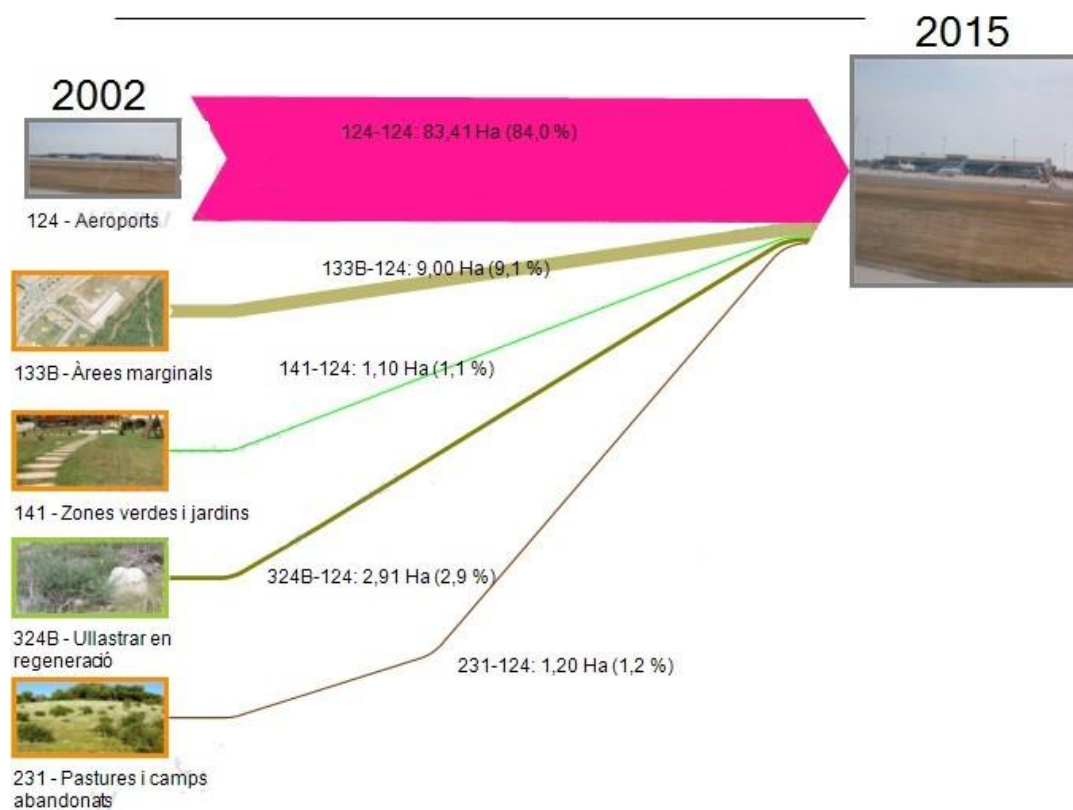 2015
2002
124-124: 83,41 Ha (84,0 %)
124 - Aeroports
133B-124: 9,00 Ha (9,1 %)
133B - Àrees marginals
141-124: 1,10 Ha (1,1 %)
141 - Zones verdes i jardins
324B-124: 2,91 Ha (2,9 %)
324B - Ullastrar en
regeneració
231-124: 1,20 Ha (1,2 %)
231 - Pastures i camps
abandonats